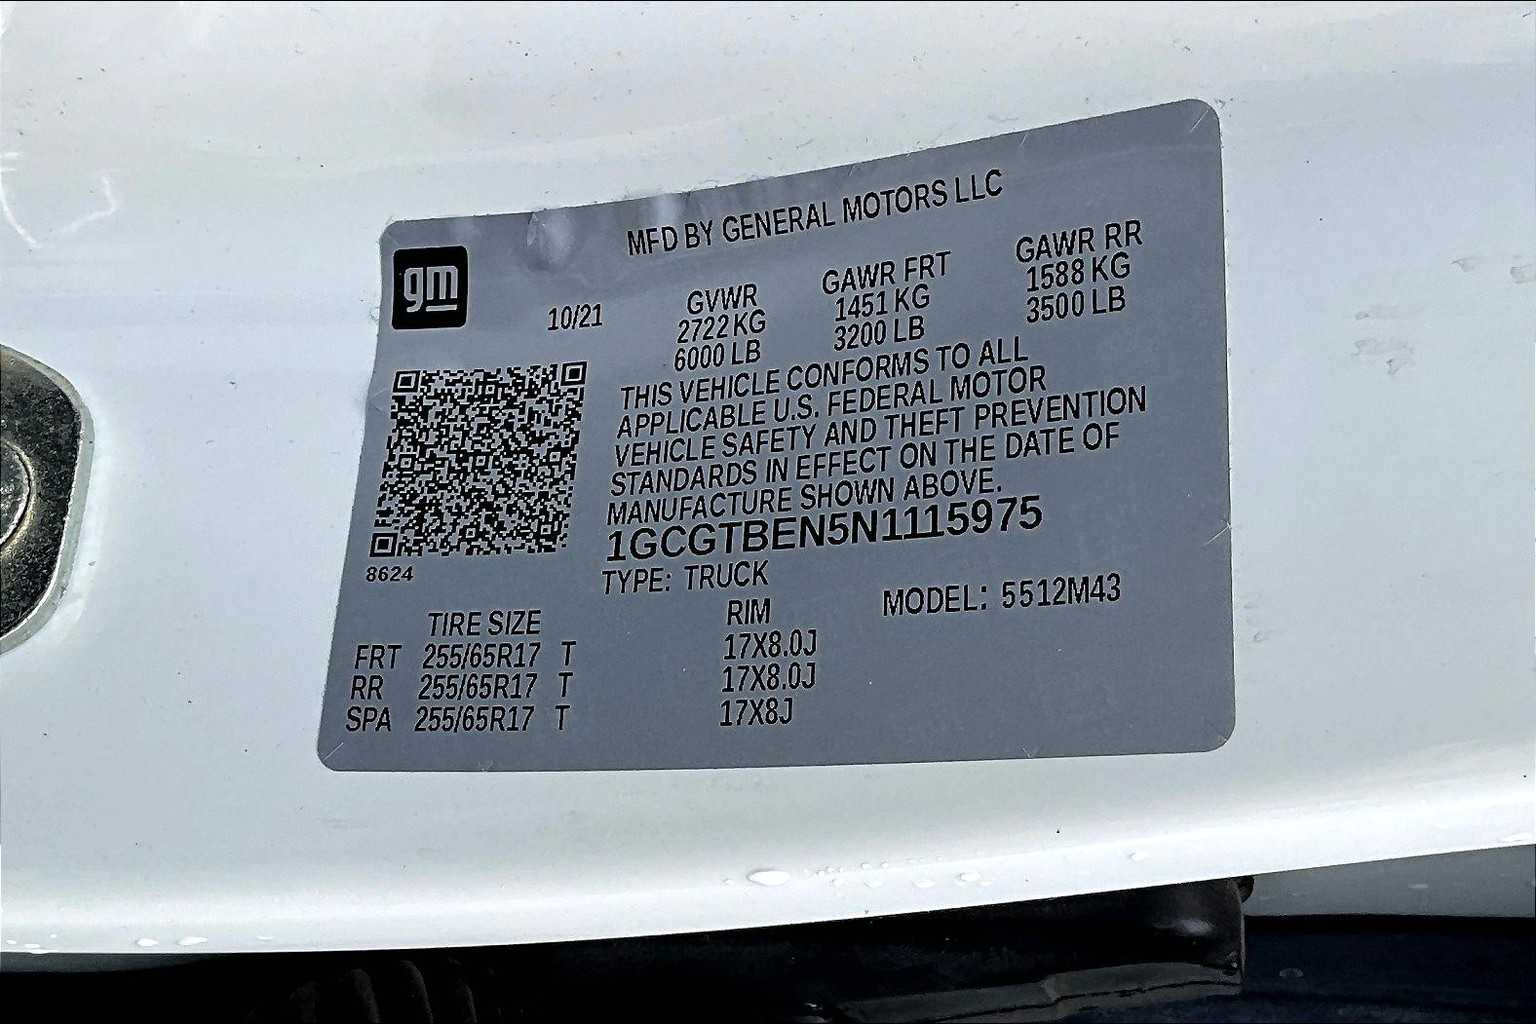 MFD BY GENERAL MOTORS LLC
gm
10/21
GVWR
2722 KG
6000 LB
GAWR FRT
1451 KG
3200 LB
GAWR RR
1588 KG
3500 LB
THIS VEHICLE CONFORMS TO ALL
APPLICABLE U.S. FEDERAL MOTOR
VEHICLE SAFETY AND THEFT PREVENTION
STANDARDS IN EFFECT ON THE DATE OF
MANUFACTURE SHOWN ABOVE.
1GCGTBEN5N1115975
8624
TYPE: TRUCK
MODEL: 5512M43
TIRE SIZE RIM
FRT 255/65R17 T 17X8.0J
RR 255/65R17 T 17X8.0J
SPA 255/65R17 T 17X8J